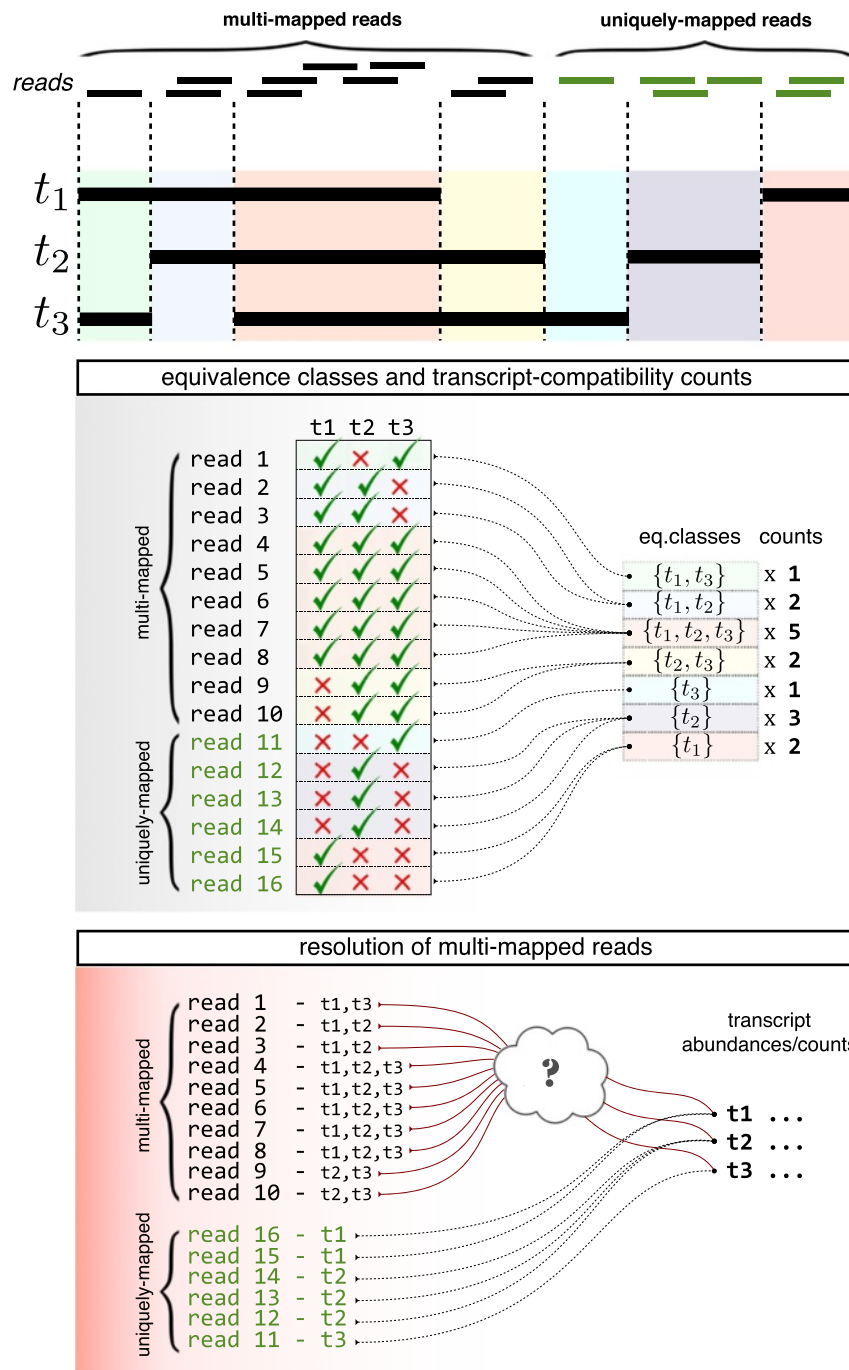 multi-mapped reads uniquely-mapped reads
reads
t1
t2
t3
equivalence classes and transcript-compatibility counts
t1 t2 t3
multi-mapped
read 1
read 2
read 3
read 4
read 5
read 6
read 7
read 8
read 9
read 10
uniquely-mapped
read 11
read 12
read 13
read 14
read 15
read 16
eq.classes counts
{t1, t3} x 1
{t1, t2} x 2
{t1, t2, t3} x 5
{t2, t3} x 2
{t3} x 1
{t2} x 3
{t1} x 2
resolution of multi-mapped reads
multi-mapped
read 1 - t1,t3
read 2 - t1,t2
read 3 - t1,t2
read 4 - t1,t2,t3
read 5 - t1,t2,t3
read 6 - t1,t2,t3
read 7 - t1,t2,t3
read 8 - t1,t2,t3
read 9 - t2,t3
read 10 - t2,t3
uniquely-mapped
read 16 - t1
read 15 - t1
read 14 - t2
read 13 - t2
read 12 - t2
read 11 - t3
?
transcript
abundances/counts
t1 ...
t2 ...
t3 ...